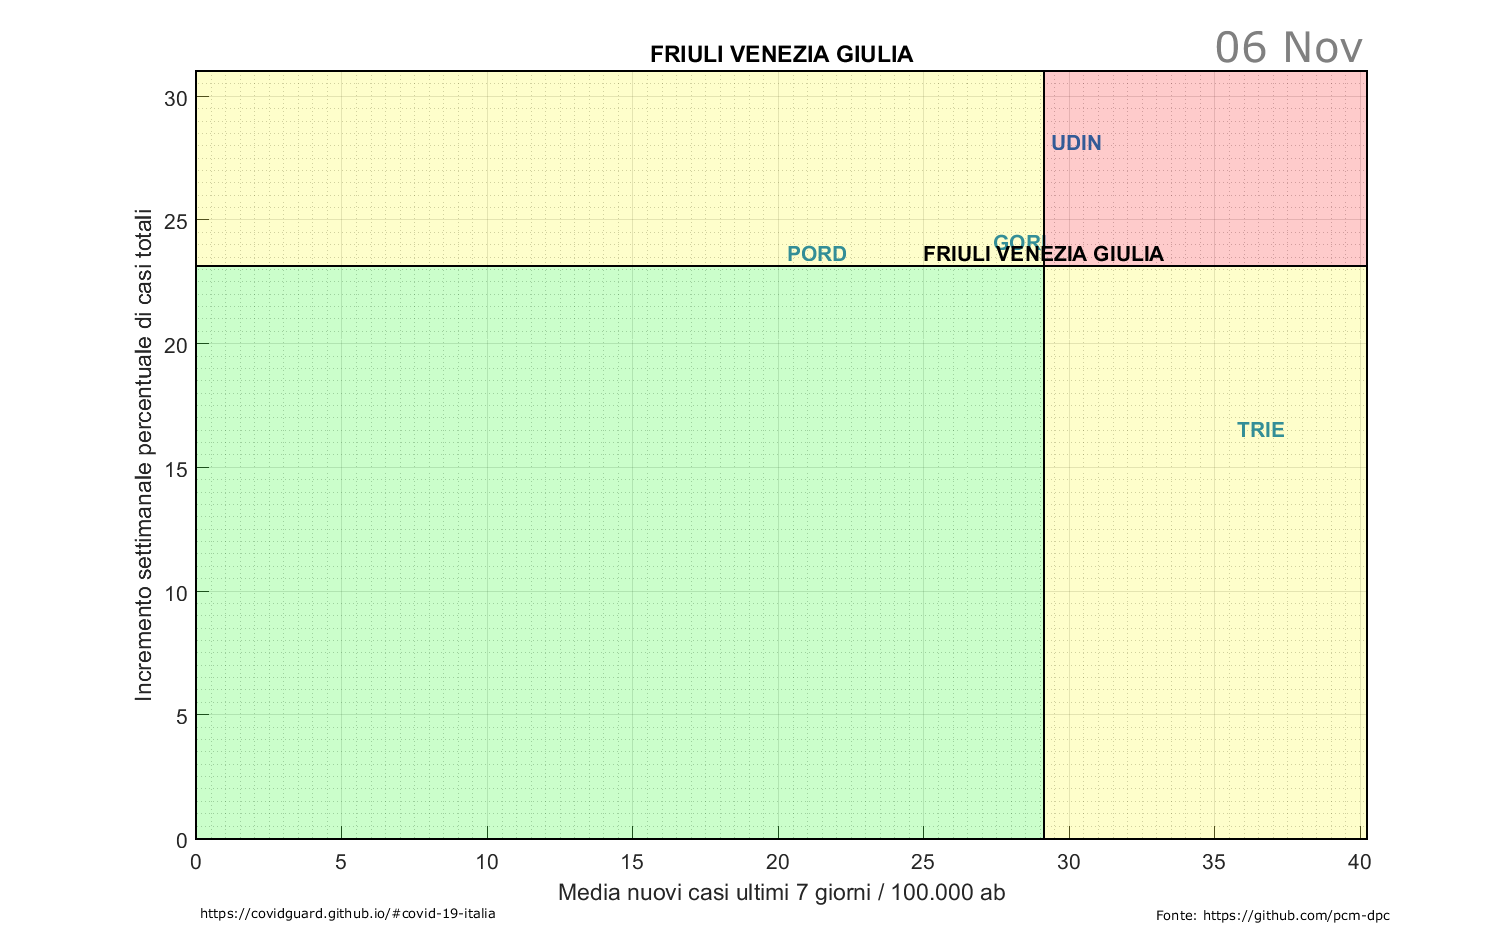 06 Nov
FRIULI VENEZIA GIULIA
30
25
20
15
10
5
0
Incremento settimanale percentuale di casi totali
UDIN
GORI
PORD
FRIULI VENEZIA GIULIA
TRIE
0 5 10 15 20 25 30 35 40
Media nuovi casi ultimi 7 giorni / 100.000 ab
https://covidguard.github.io/#covid-19-italia
Fonte: https://github.com/pcm-dpc